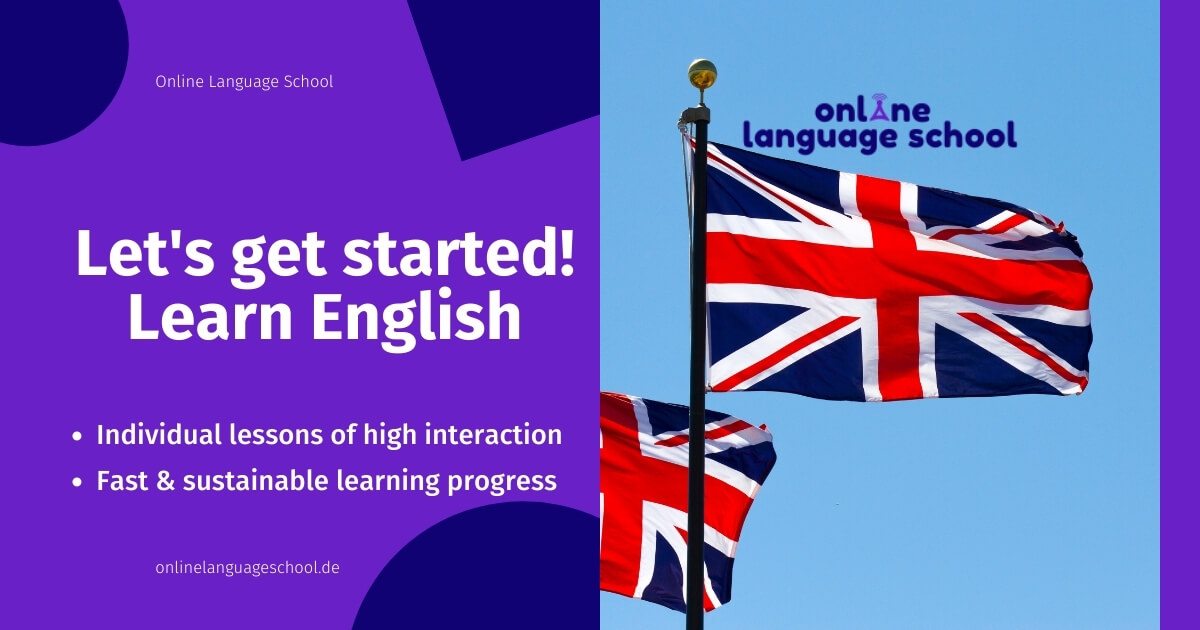 Online Language School
Let's get started!
Learn English
• Individual lessons of high interaction
• Fast & sustainable learning progress
onlinelanguageschool.de
online
language school